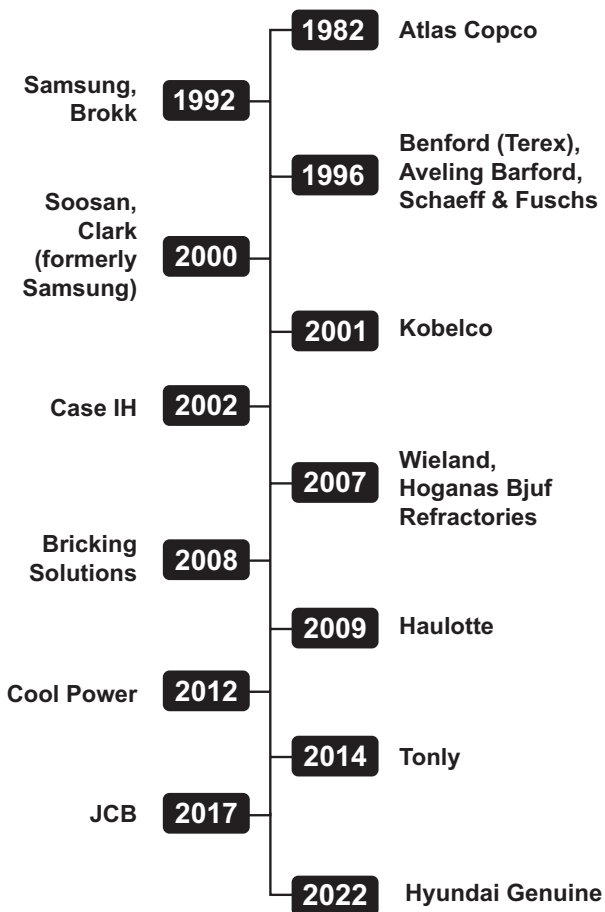 1982
Atlas Copco
Samsung,
Brokk
1992
1996
Benford (Terex),
Aveling Barford,
Schaeff & Fuschs
Soosan,
Clark
(formerly
Samsung)
2000
2001
Kobelco
Case IH
2002
2007
Wieland,
Hoganas Bjuf
Refractories
Bricking
Solutions
2008
2009
Haulotte
Cool Power
2012
2014
Tonly
JCB
2017
2022
Hyundai Genuine